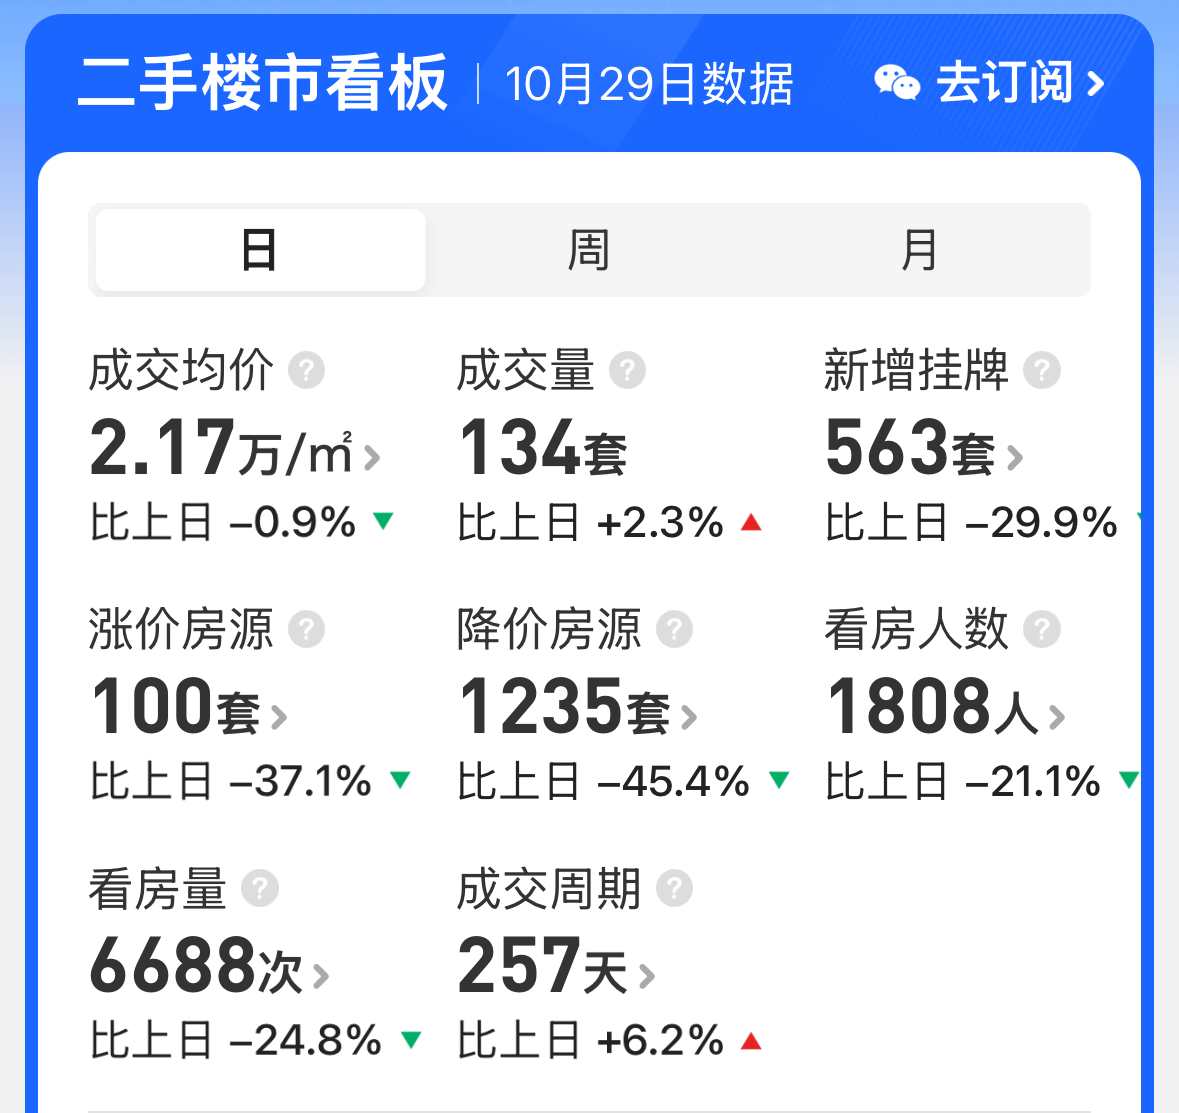 二手楼市看板 | 10月29日数据 去订阅 >
日 周 月
成交均价 ? 成交量 ? 新增挂牌 ?
2.17万/㎡ > 134套 563套 >
比上日 –0.9% ▼ 比上日 +2.3% ▲ 比上日 –29.9%
涨价房源 ? 降价房源 ? 看房人数 ?
100套 > 1235套 > 1808人 >
比上日 –37.1% ▼ 比上日 –45.4% ▼ 比上日 –21.1% ▼
看房量 ? 成交周期 ?
6688次 > 257天 >
比上日 –24.8% ▼ 比上日 +6.2% ▲